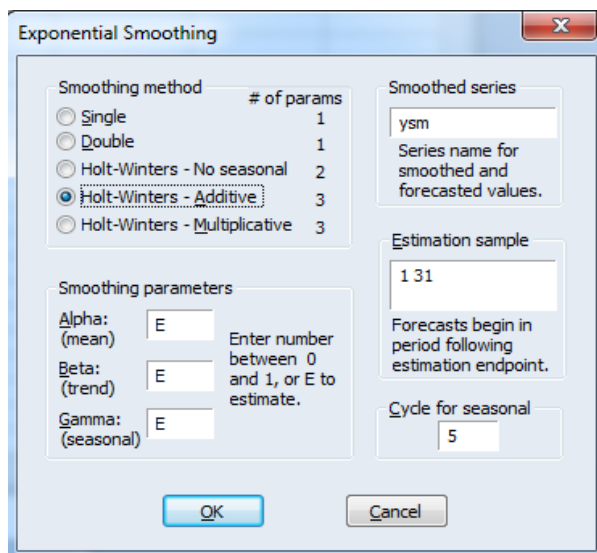 Exponential Smoothing
Smoothing method
# of params
Single 1
Double 1
Holt-Winters - No seasonal 2
Holt-Winters - Additive 3
Holt-Winters - Multiplicative 3
Smoothing parameters
Alpha: (mean) E
Beta: (trend) E
Gamma: (seasonal) E
Enter number
between 0
and 1, or E to
estimate.
Smoothed series
ysm
Series name for
smoothed and
forecasted values.
Estimation sample
1 31
Forecasts begin in
period following
estimation endpoint.
Cycle for seasonal
5
OK
Cancel